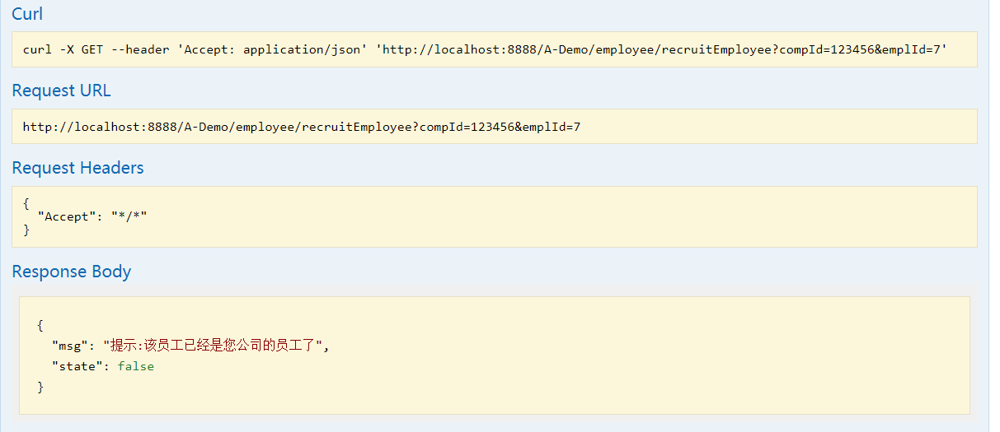 Curl
curl -X GET --header 'Accept: application/json' 'http://localhost:8888/A-Demo/employee/recruitEmployee?compId=123456&emplId=7'
Request URL
http://localhost:8888/A-Demo/employee/recruitEmployee?compId=123456&emplId=7
Request Headers
{
  "Accept": "*/*"
}
Response Body
{
  "msg": "提示:该员工已经是您公司的员工了",
  "state": false
}